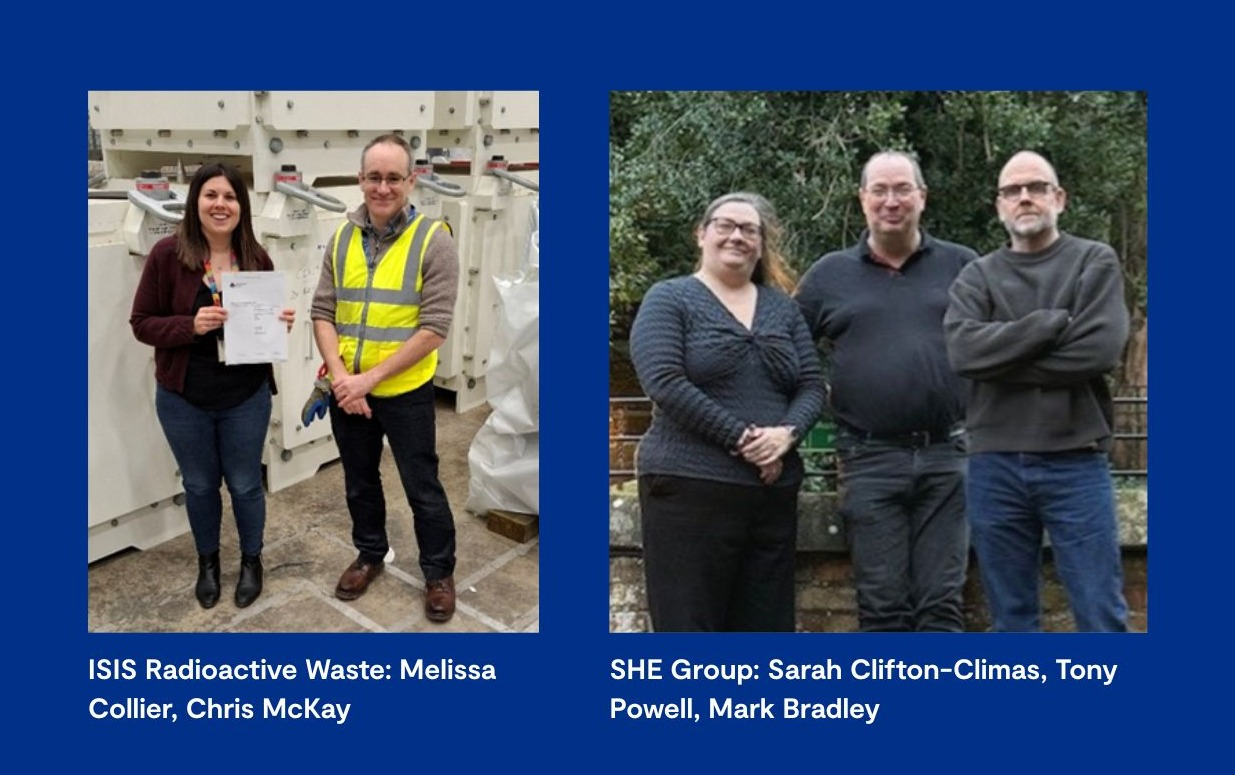 ISIS Radioactive Waste: Melissa
Collier, Chris McKay
SHE Group: Sarah Clifton-Climas, Tony
Powell, Mark Bradley